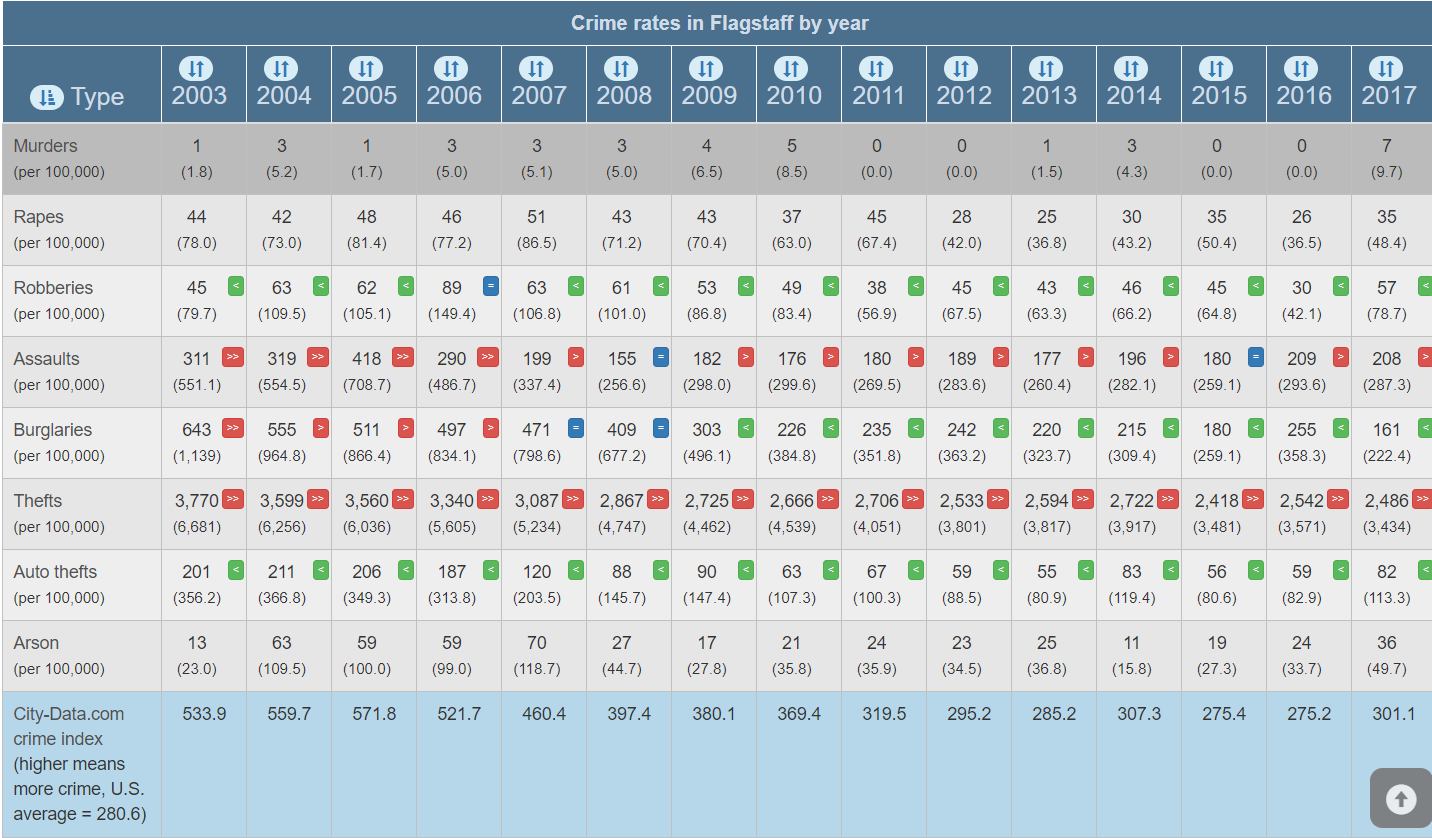 Crime rates in Flagstaff by year
Type 2003 2004 2005 2006 2007 2008 2009 2010 2011 2012 2013 2014 2015 2016 2017
Murders 1 3 1 3 3 3 4 5 0 0 1 3 0 0 7
(per 100,000) (1.8) (5.2) (1.7) (5.0) (5.1) (5.0) (6.5) (8.5) (0.0) (0.0) (1.5) (4.3) (0.0) (0.0) (9.7)
Rapes 44 42 48 46 51 43 43 37 45 28 25 30 35 26 35
(per 100,000) (78.0) (73.0) (81.4) (77.2) (86.5) (71.2) (70.4) (63.0) (67.4) (42.0) (36.8) (43.2) (50.4) (36.5) (48.4)
Robberies 45 < 63 < 62 < 89 = 63 < 61 < 53 < 49 < 38 < 45 < 43 < 46 < 45 < 30 < 57 <
(per 100,000) (79.7) (109.5) (105.1) (149.4) (106.8) (101.0) (86.8) (83.4) (56.9) (67.5) (63.3) (66.2) (64.8) (42.1) (78.7)
Assaults 311 >> 319 >> 418 >> 290 >> 199 > 155 = 182 > 176 > 180 > 189 > 177 > 196 > 180 = 209 > 208 >
(per 100,000) (551.1) (554.5) (708.7) (486.7) (337.4) (256.6) (298.0) (299.6) (269.5) (283.6) (260.4) (282.1) (259.1) (293.6) (287.3)
Burglaries 643 >> 555 > 511 > 497 > 471 = 409 = 303 < 226 < 235 < 242 < 220 < 215 < 180 < 255 < 161 <
(per 100,000) (1,139) (964.8) (866.4) (834.1) (798.6) (677.2) (496.1) (384.8) (351.8) (363.2) (323.7) (309.4) (259.1) (358.3) (222.4)
Thefts 3,770 >> 3,599 >> 3,560 >> 3,340 >> 3,087 >> 2,867 >> 2,725 >> 2,666 >> 2,706 >> 2,533 >> 2,594 >> 2,722 >> 2,418 >> 2,542 >> 2,486 >>
(per 100,000) (6,681) (6,256) (6,036) (5,605) (5,234) (4,747) (4,462) (4,539) (4,051) (3,801) (3,817) (3,917) (3,481) (3,571) (3,434)
Auto thefts 201 < 211 < 206 < 187 < 120 < 88 < 90 < 63 < 67 < 59 < 55 < 83 < 56 < 59 < 82 <
(per 100,000) (356.2) (366.8) (349.3) (313.8) (203.5) (145.7) (147.4) (107.3) (100.3) (88.5) (80.9) (119.4) (80.6) (82.9) (113.3)
Arson 13 63 59 59 70 27 17 21 24 23 25 11 19 24 36
(per 100,000) (23.0) (109.5) (100.0) (99.0) (118.7) (44.7) (27.8) (35.8) (35.9) (34.5) (36.8) (15.8) (27.3) (33.7) (49.7)
City-Data.com 533.9 559.7 571.8 521.7 460.4 397.4 380.1 369.4 319.5 295.2 285.2 307.3 275.4 275.2 301.1
crime index
(higher means
more crime, U.S.
average = 280.6)